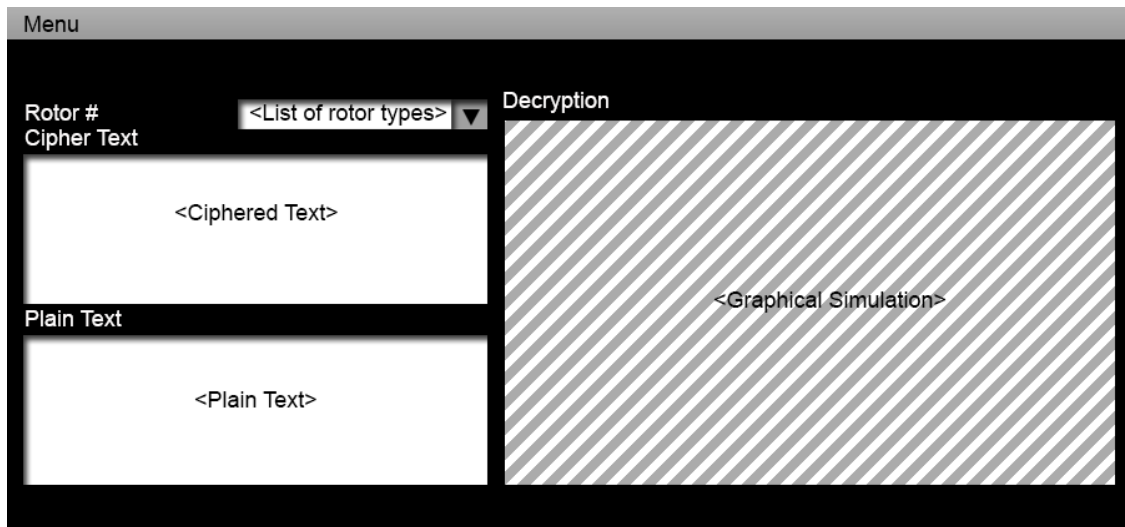 Menu
Rotor # <List of rotor types> ▼
Cipher Text
<Ciphered Text>
Plain Text
<Plain Text>
Decryption
<Graphical Simulation>